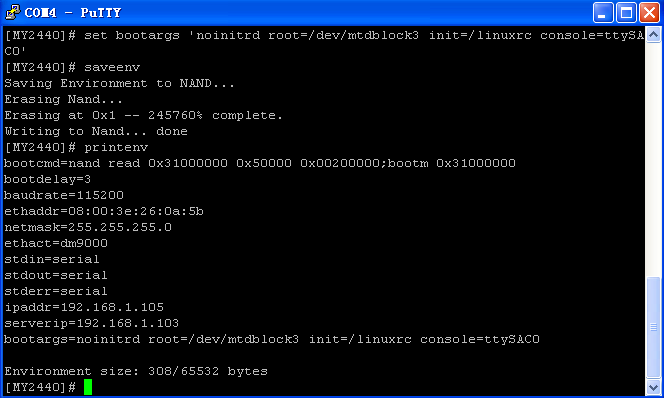 COM4 - PuTTY
[MY2440]# set bootargs 'noinitrd root=/dev/mtdblock3 init=/linuxrc console=ttySA
C0'
[MY2440]# saveenv
Saving Environment to NAND...
Erasing Nand...
Erasing at 0x1 -- 245760% complete.
Writing to Nand... done
[MY2440]# printenv
bootcmd=nand read 0x31000000 0x50000 0x00200000;bootm 0x31000000
bootdelay=3
baudrate=115200
ethaddr=08:00:3e:26:0a:5b
netmask=255.255.255.0
ethact=dm9000
stdin=serial
stdout=serial
stderr=serial
ipaddr=192.168.1.105
serverip=192.168.1.103
bootargs=noinitrd root=/dev/mtdblock3 init=/linuxrc console=ttySAC0
Environment size: 308/65532 bytes
[MY2440]#